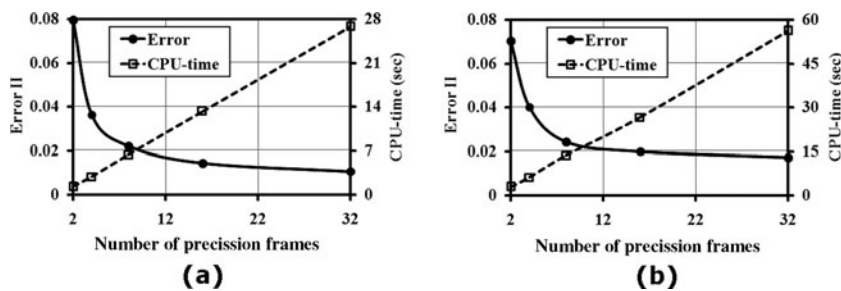 0.08
0.06
0.04
0.02
0
Error II
28
21
14
7
0
CPU-time (sec)
Error
CPU-time
2
12
22
32
Number of precission frames
(a)
0.08
0.06
0.04
0.02
0
Error II
60
45
30
15
0
CPU-time (sec)
Error
CPU-time
2
12
22
32
Number of precission frames
(b)